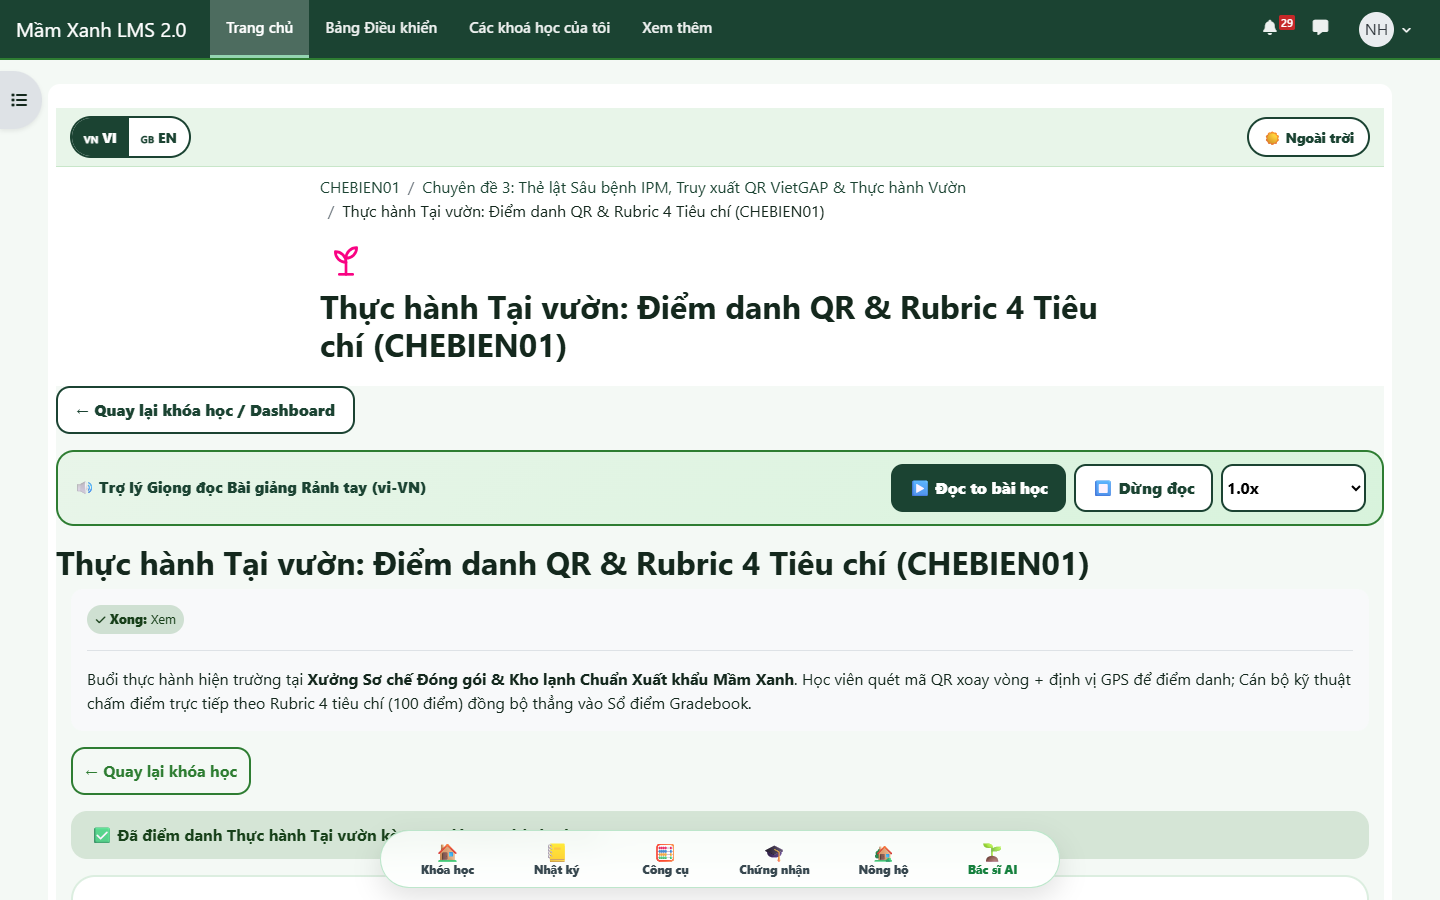 Mầm Xanh LMS 2.0
Trang chủ
Bảng Điều khiển
Các khoá học của tôi
Xem thêm
29
NH
VN VI
GB EN
Ngoài trời
CHEBIEN01 / Chuyên đề 3: Thẻ lật Sâu bệnh IPM, Truy xuất QR VietGAP & Thực hành Vườn
/ Thực hành Tại vườn: Điểm danh QR & Rubric 4 Tiêu chí (CHEBIEN01)
Thực hành Tại vườn: Điểm danh QR & Rubric 4 Tiêu
chí (CHEBIEN01)
← Quay lại khóa học / Dashboard
Trợ lý Giọng đọc Bài giảng Rảnh tay (vi-VN)
Đọc to bài học
Dừng đọc
1.0x
Thực hành Tại vườn: Điểm danh QR & Rubric 4 Tiêu chí (CHEBIEN01)
Xong: Xem
Buổi thực hành hiện trường tại Xưởng Sơ chế Đóng gói & Kho lạnh Chuẩn Xuất khẩu Mầm Xanh. Học viên quét mã QR xoay vòng + định vị GPS để điểm danh; Cán bộ kỹ thuật
chấm điểm trực tiếp theo Rubric 4 tiêu chí (100 điểm) đồng bộ thẳng vào Sổ điểm Gradebook.
← Quay lại khóa học
Đã điểm danh Thực hành Tại vườn
Khóa học
Nhật ký
Công cụ
Chứng nhận
Nông hộ
Bác sĩ AI